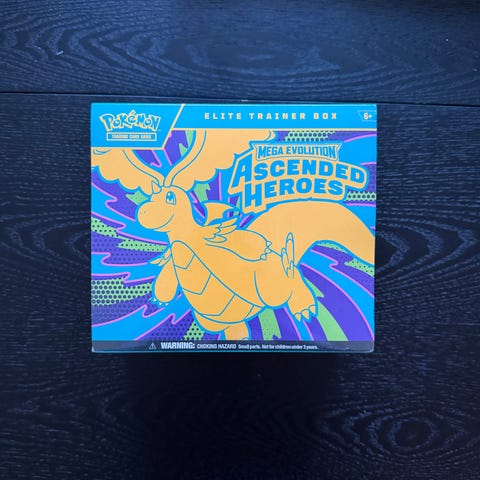 POKÉMON
TRADING CARD GAME
ELITE TRAINER BOX
6+
MEGA EVOLUTION
ASCENDED
HEROES
WARNING: CHOKING HAZARD Small parts. Not for children under 3 years.